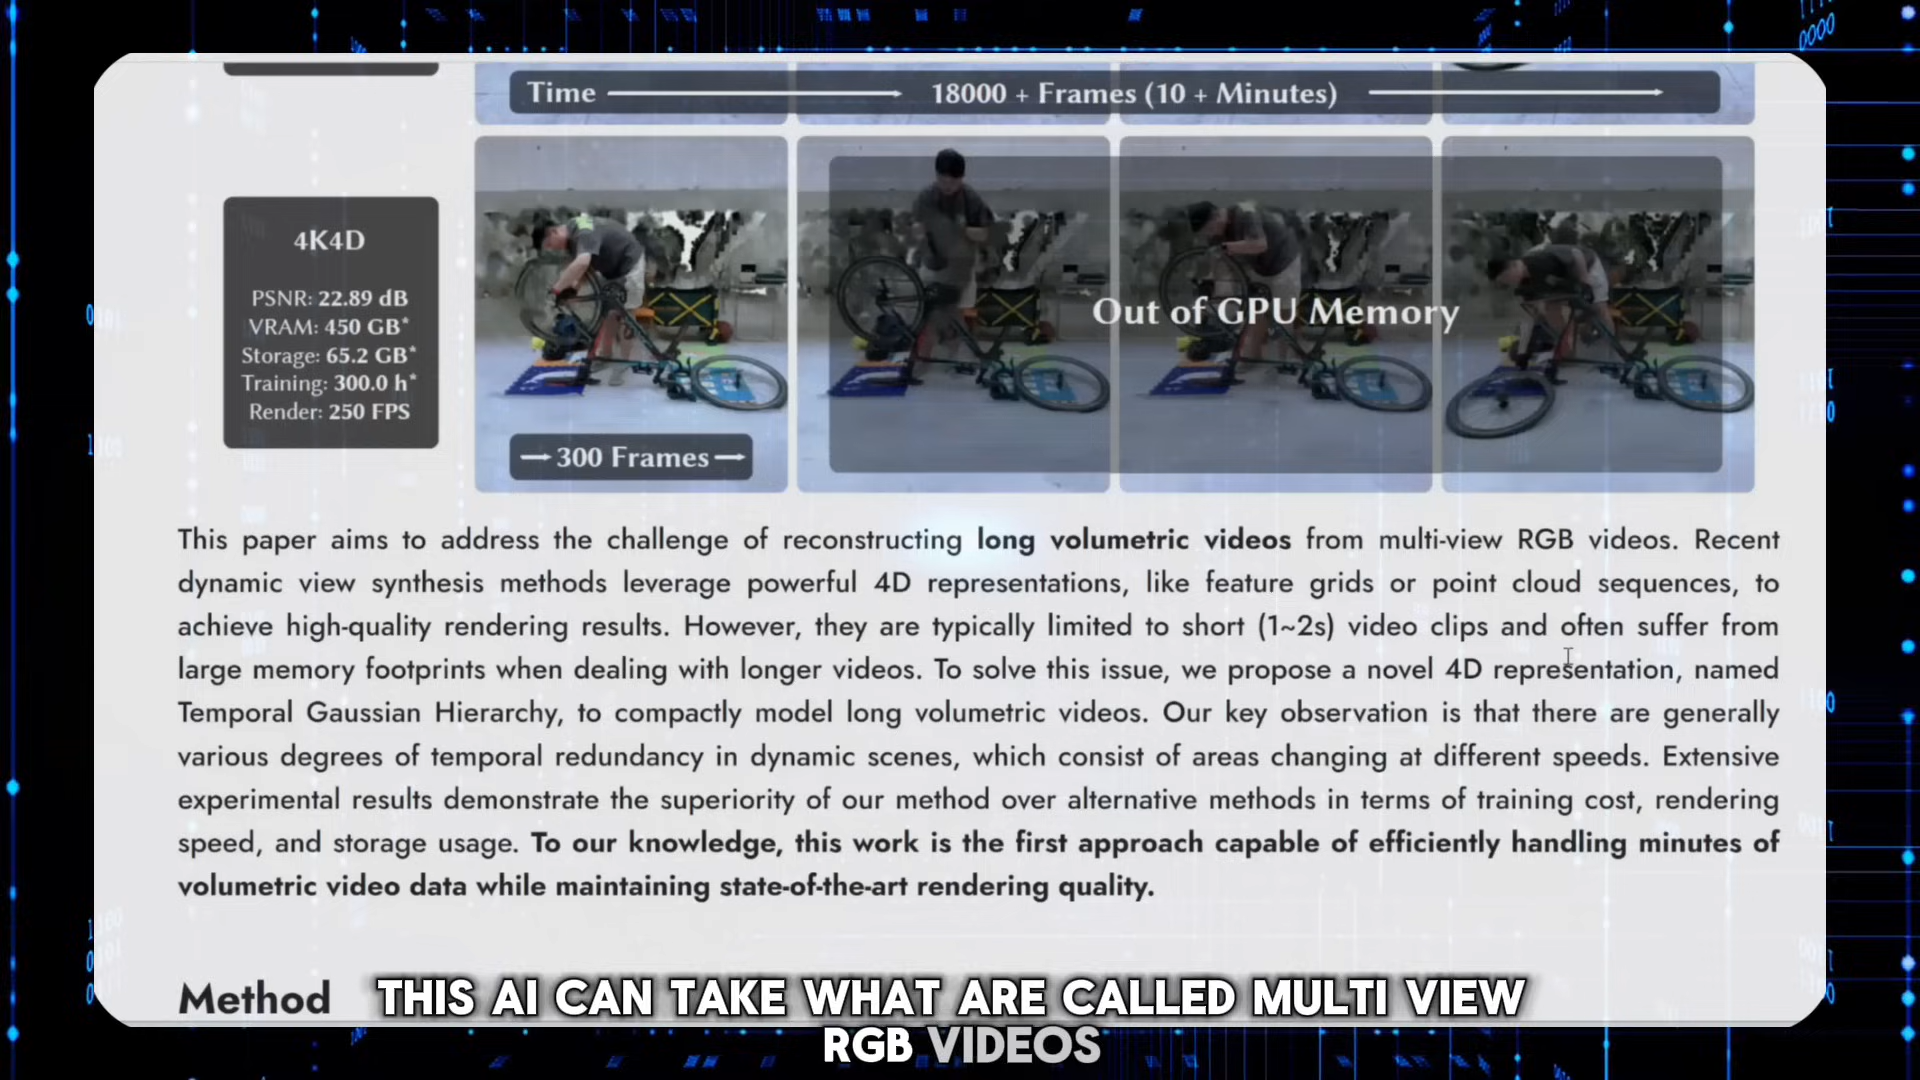 Time 18000 + Frames (10 + Minutes)
4K4D
PSNR: 22.89 dB
VRAM: 450 GB*
Storage: 65.2 GB*
Training: 300.0 h*
Render: 250 FPS
Out of GPU Memory
300 Frames
This paper aims to address the challenge of reconstructing long volumetric videos from multi-view RGB videos. Recent
dynamic view synthesis methods leverage powerful 4D representations, like feature grids or point cloud sequences, to
achieve high-quality rendering results. However, they are typically limited to short (1~2s) video clips and often suffer from
large memory footprints when dealing with longer videos. To solve this issue, we propose a novel 4D representation, named
Temporal Gaussian Hierarchy, to compactly model long volumetric videos. Our key observation is that there are generally
various degrees of temporal redundancy in dynamic scenes, which consist of areas changing at different speeds. Extensive
experimental results demonstrate the superiority of our method over alternative methods in terms of training cost, rendering
speed, and storage usage. To our knowledge, this work is the first approach capable of efficiently handling minutes of
volumetric video data while maintaining state-of-the-art rendering quality.
Method
THIS AI CAN TAKE WHAT ARE CALLED MULTI VIEW
RGB VIDEOS